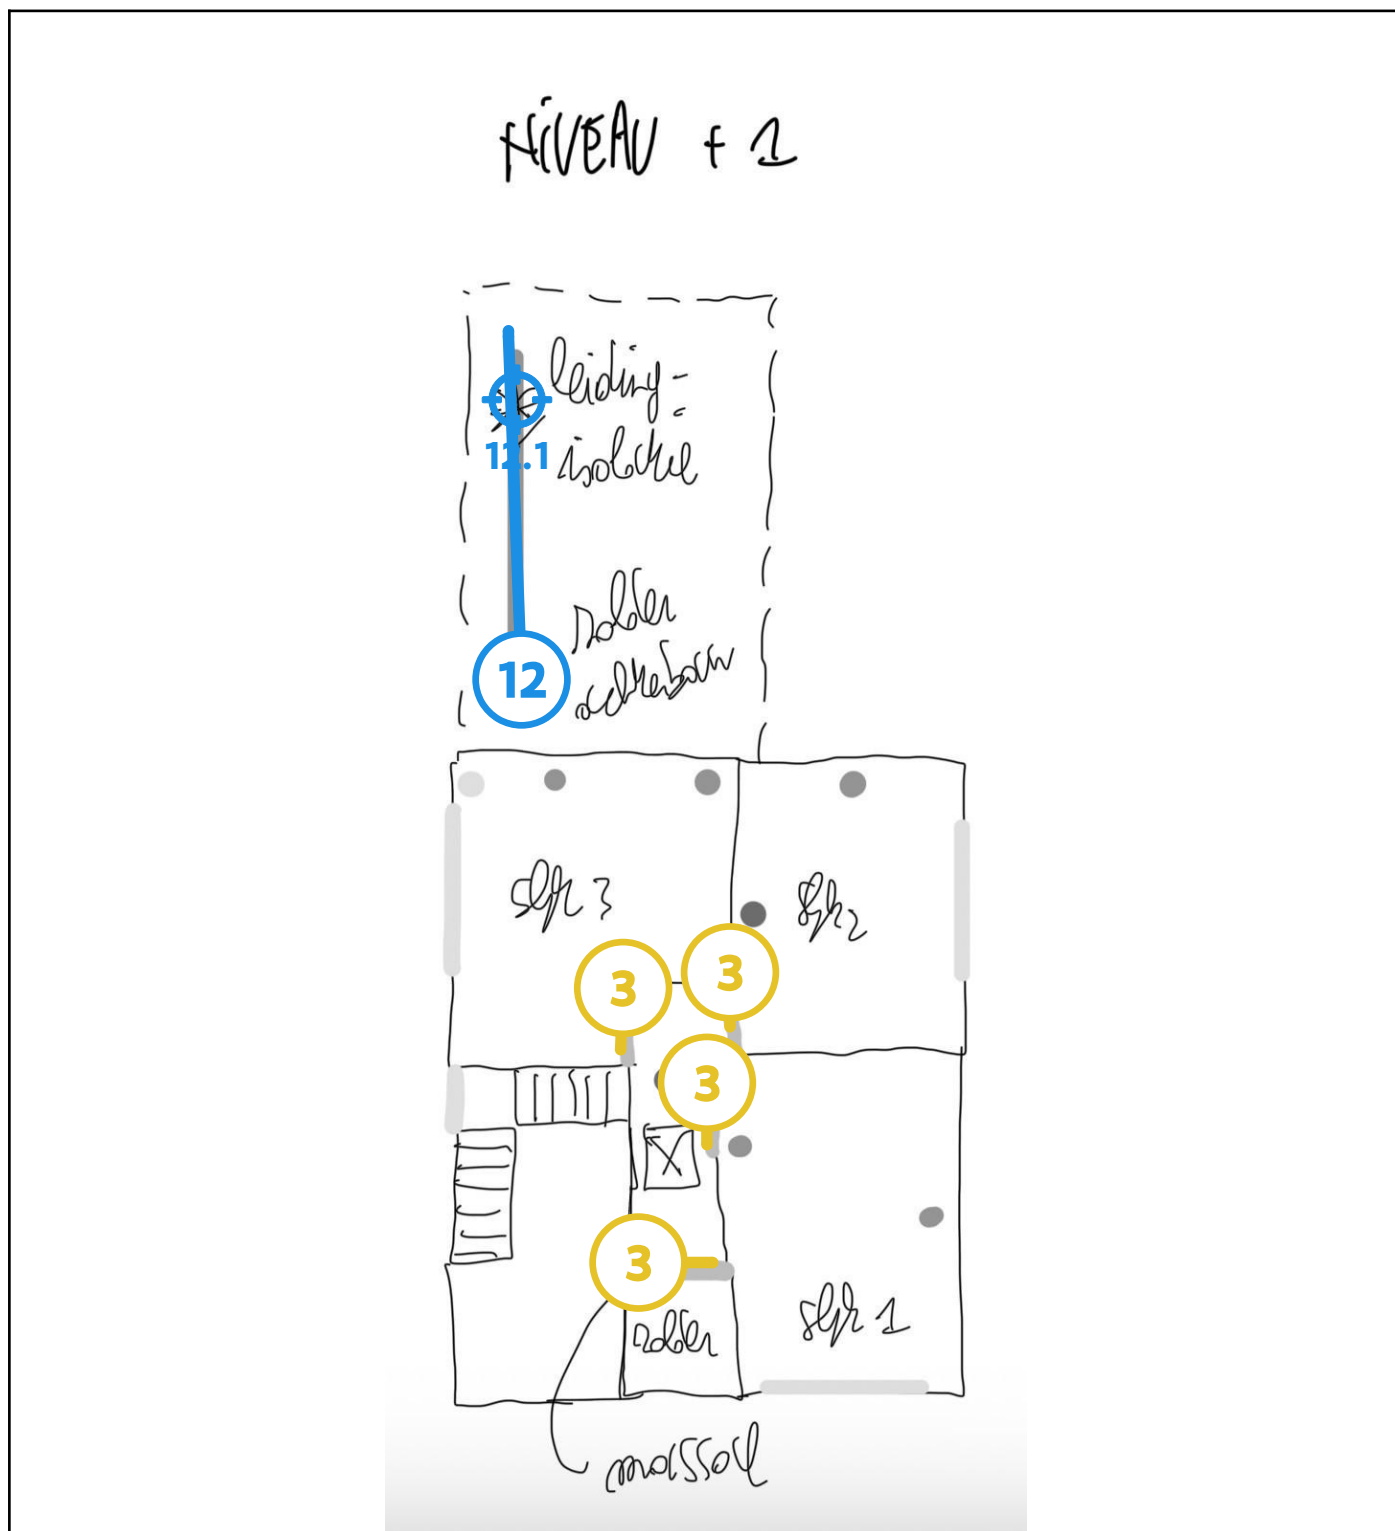 NIVEAU + 1
leiding-
isolatie
12.1
zolder
achterbouw
12
slpk 3
slpk 2
3
3
3
3
zolder
slpk 1
massief